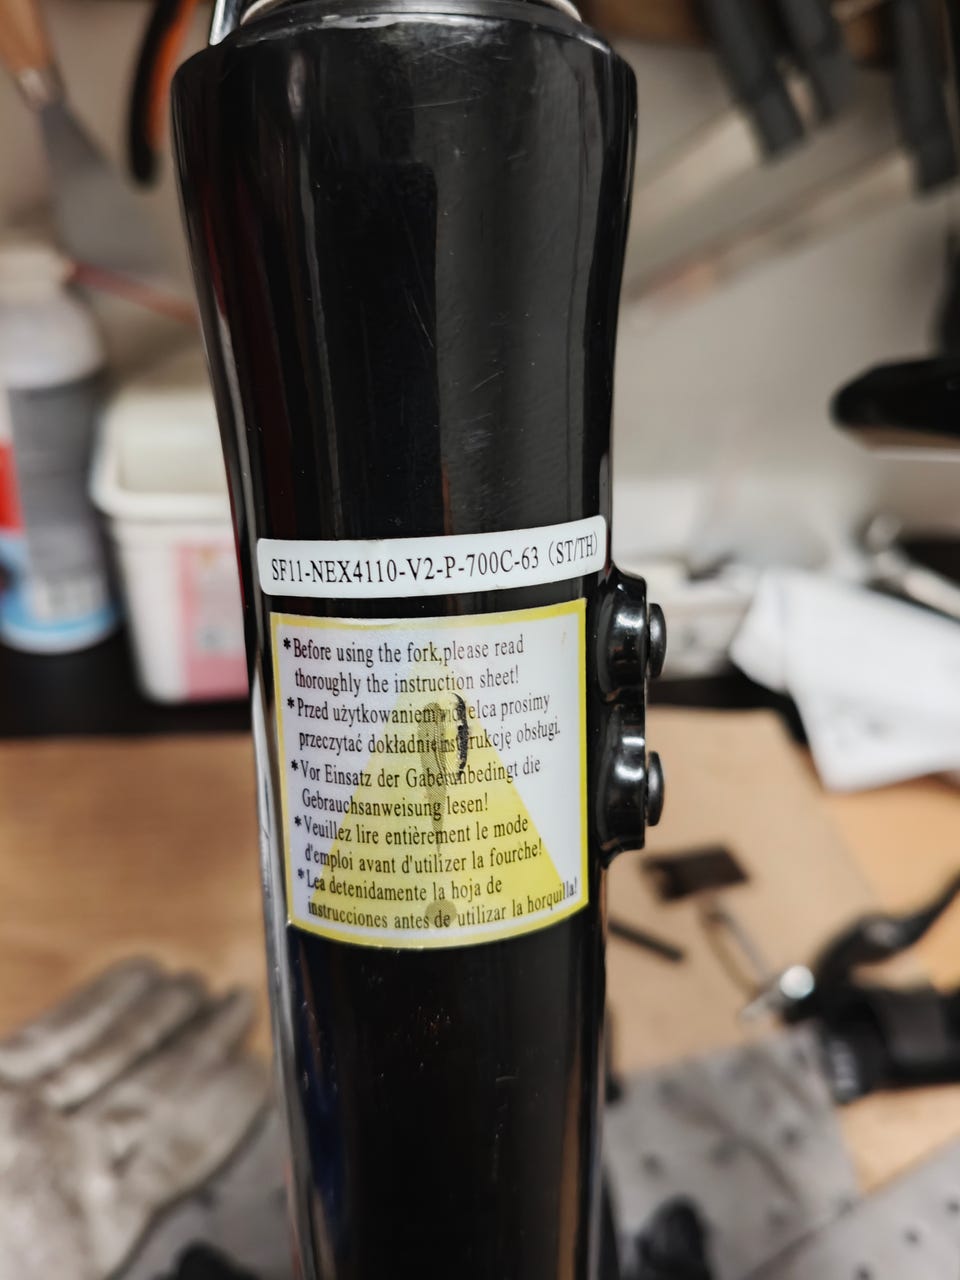 SF11-NEX4110-V2-P-700C-63 (ST/TH)
*Before using the fork,please read
thoroughly the instruction sheet!
*Przed użytkowaniem widelca prosimy
przeczytać dokładnie instrukcję obsługi.
*Vor Einsatz der Gabel unbedingt die
Gebrauchsanweisung lesen!
*Veuillez lire entièrement le mode
d'emploi avant d'utilizer la fourche!
*Lea detenidamente la hoja de
instrucciones antes de utilizar la horquilla!